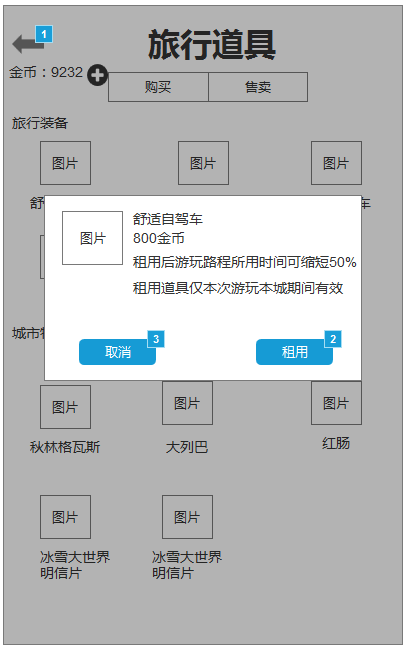 1
旅行道具
金币：9232
购买
售卖
旅行装备
图片
图片
图片
舒
车
图片
舒适自驾车
800金币
租用后游玩路程所用时间可缩短50%
租用道具仅本次游玩本城期间有效
城市特
取消
3
租用
2
图片
图片
图片
秋林格瓦斯
大列巴
红肠
图片
图片
冰雪大世界
明信片
冰雪大世界
明信片